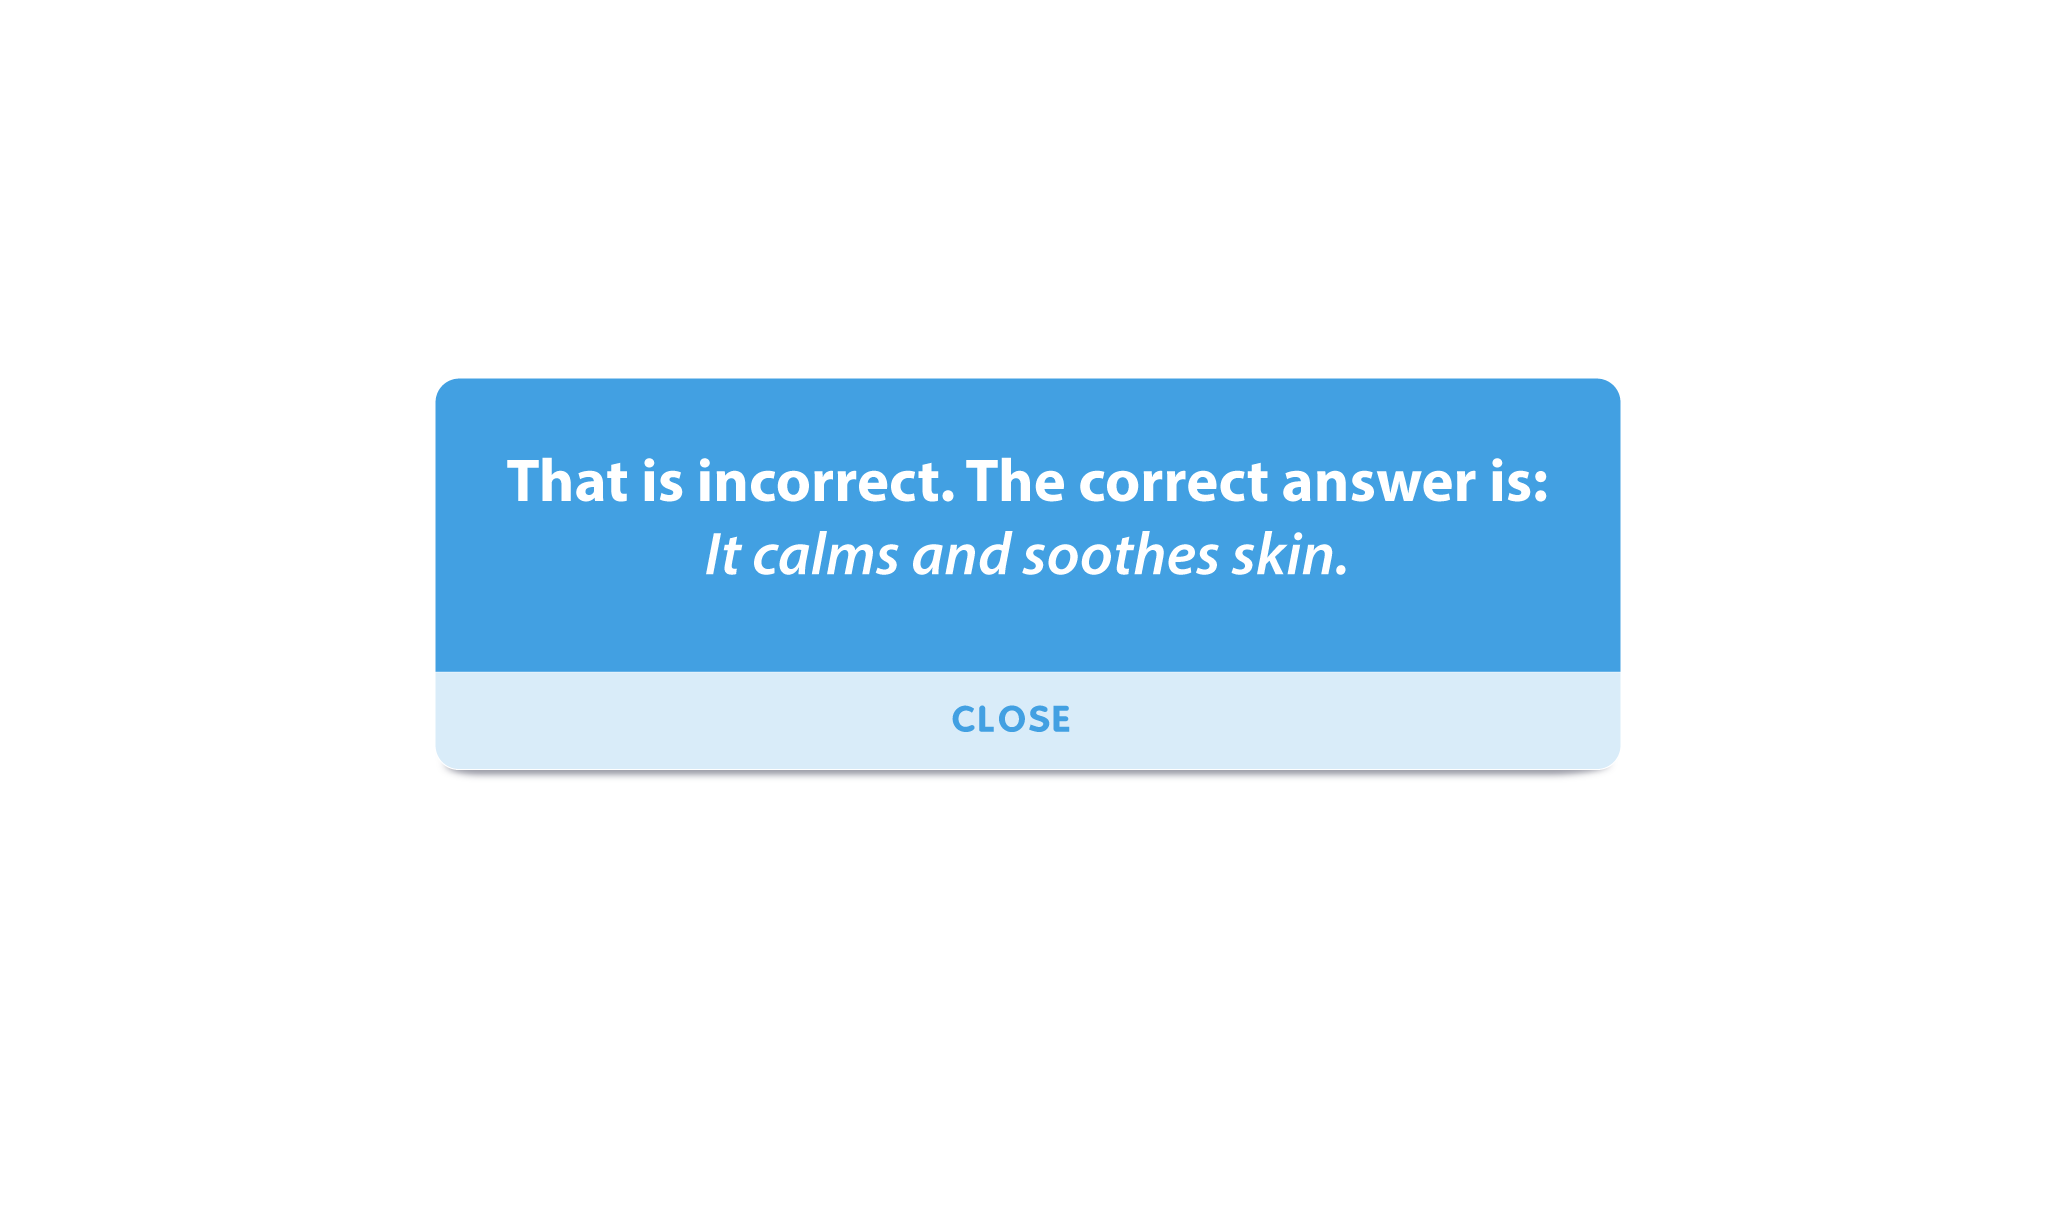 That is incorrect. The correct answer is:
It calms and soothes skin.
CLOSE